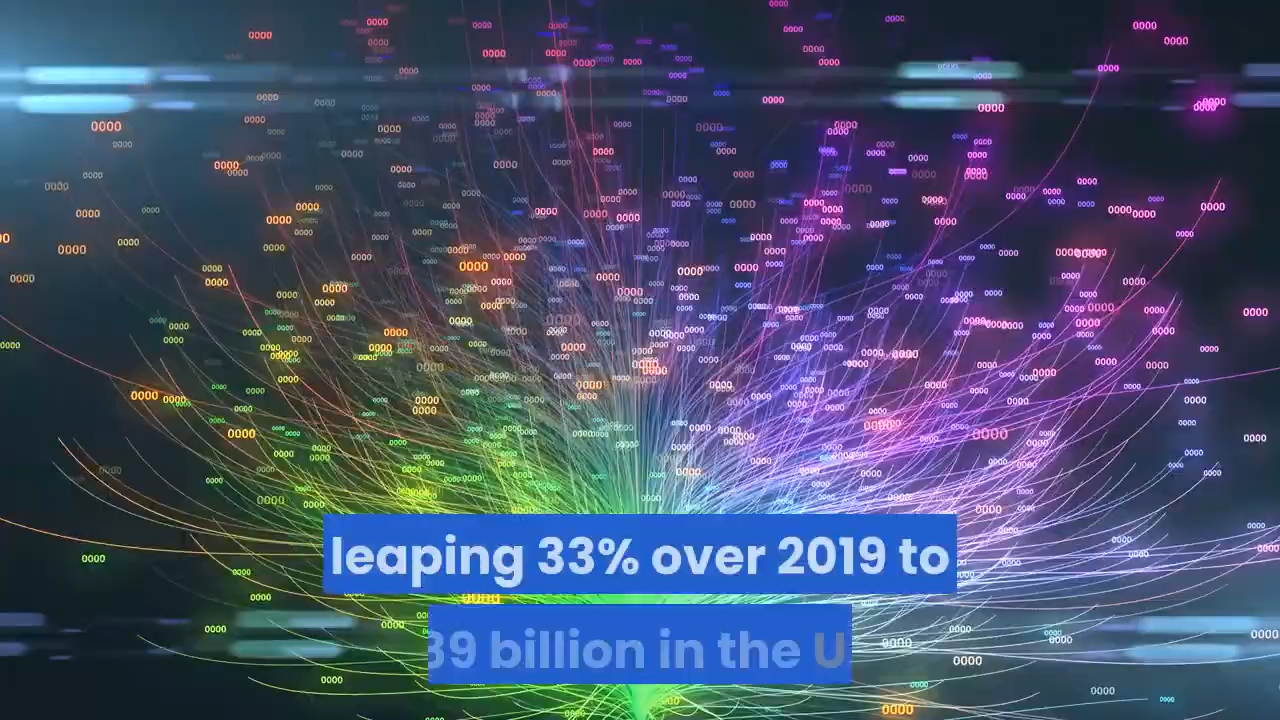 leaping 33% over 2019 to
39 billion in the U